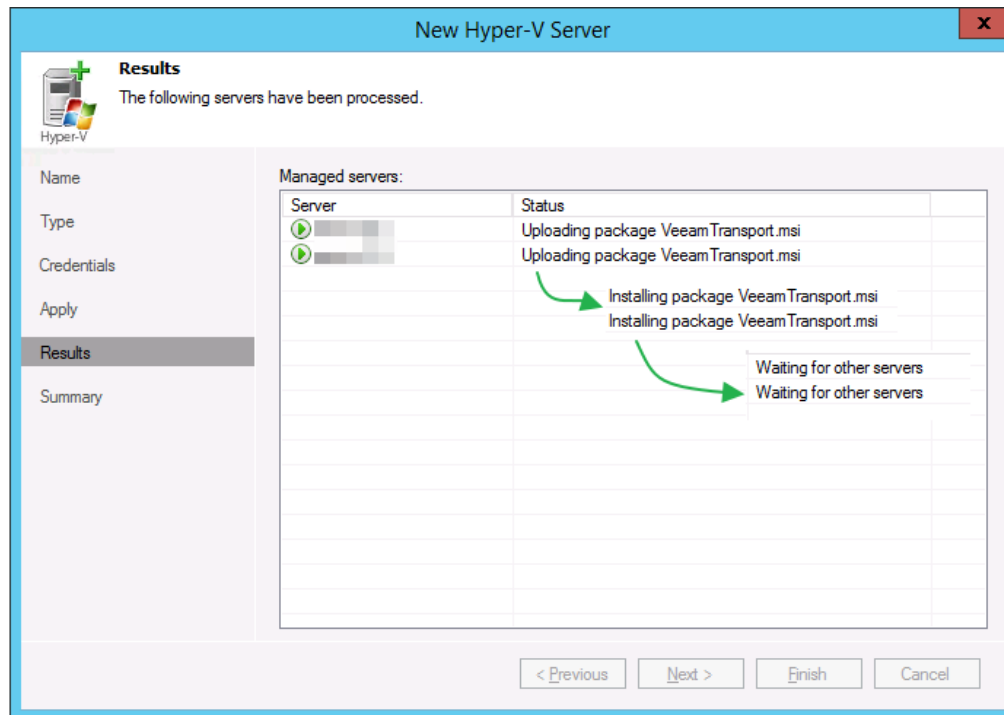 New Hyper-V Server
x
Results
The following servers have been processed.
Hyper-V
Name
Type
Credentials
Apply
Results
Summary
Managed servers:
Server Status
Uploading package VeeamTransport.msi
Uploading package VeeamTransport.msi
Installing package VeeamTransport.msi
Installing package VeeamTransport.msi
Waiting for other servers
Waiting for other servers
< Previous Next > Finish Cancel